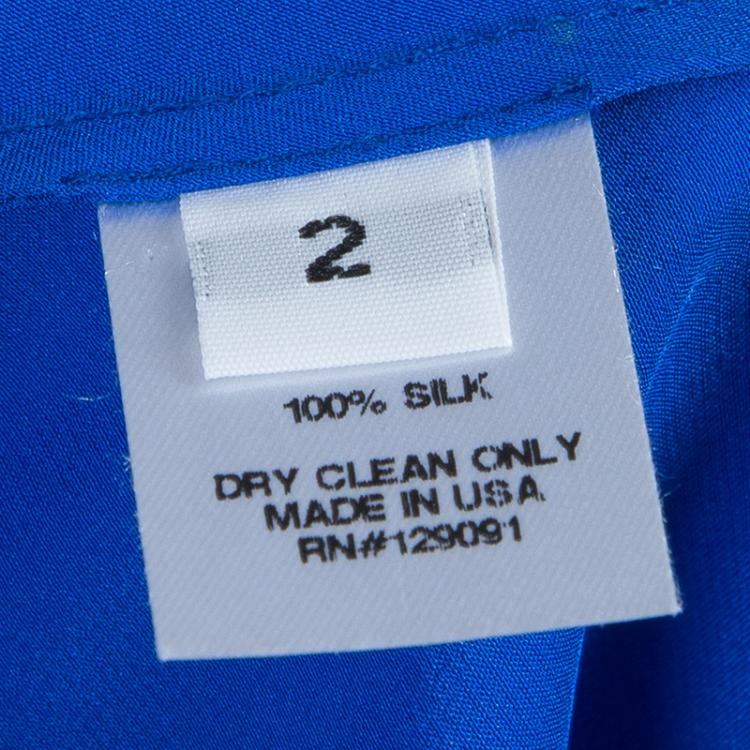 2
100% SILK
DRY CLEAN ONLY
MADE IN USA
RN#129091